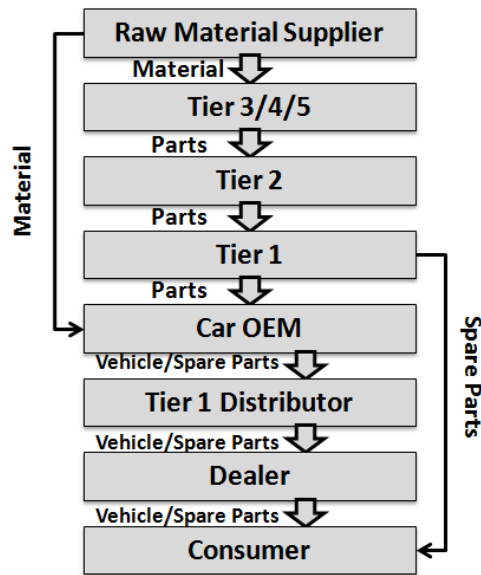 Raw Material Supplier
Material
Tier 3/4/5
Parts
Tier 2
Parts
Tier 1
Parts
Car OEM
Vehicle/Spare Parts
Tier 1 Distributor
Vehicle/Spare Parts
Dealer
Vehicle/Spare Parts
Consumer
Material
Spare Parts